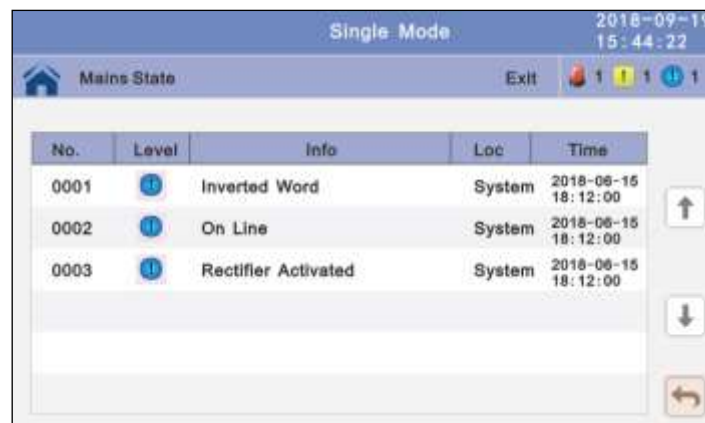 Single Mode
2018-09-19
15:44:22
Mains State Exit 1 ! 1 1
No. Level Info Loc Time
0001 Inverted Word System 2018-06-15
18:12:00
0002 On Line System 2018-06-15
18:12:00
0003 Rectifier Activated System 2018-06-15
18:12:00